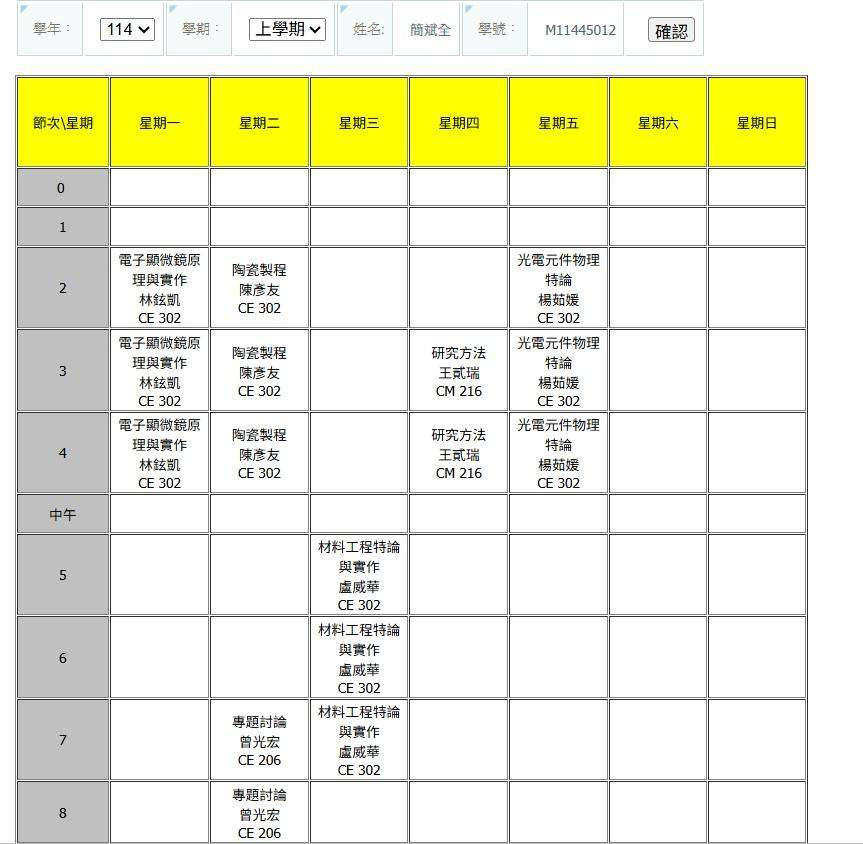 學年： 114 學期： 上學期 姓名: 簡斌全 學號： M11445012 確認
節次\星期 星期一 星期二 星期三 星期四 星期五 星期六 星期日
0
1
2
電子顯微鏡原
理與實作
林鉉凱
CE 302
陶瓷製程
陳彥友
CE 302
光電元件物理
特論
楊茹媛
CE 302
3
電子顯微鏡原
理與實作
林鉉凱
CE 302
陶瓷製程
陳彥友
CE 302
研究方法
王貳瑞
CM 216
光電元件物理
特論
楊茹媛
CE 302
4
電子顯微鏡原
理與實作
林鉉凱
CE 302
陶瓷製程
陳彥友
CE 302
研究方法
王貳瑞
CM 216
光電元件物理
特論
楊茹媛
CE 302
中午
5
材料工程特論
與實作
盧威華
CE 302
6
材料工程特論
與實作
盧威華
CE 302
7
專題討論
曾光宏
CE 206
材料工程特論
與實作
盧威華
CE 302
8
專題討論
曾光宏
CE 206